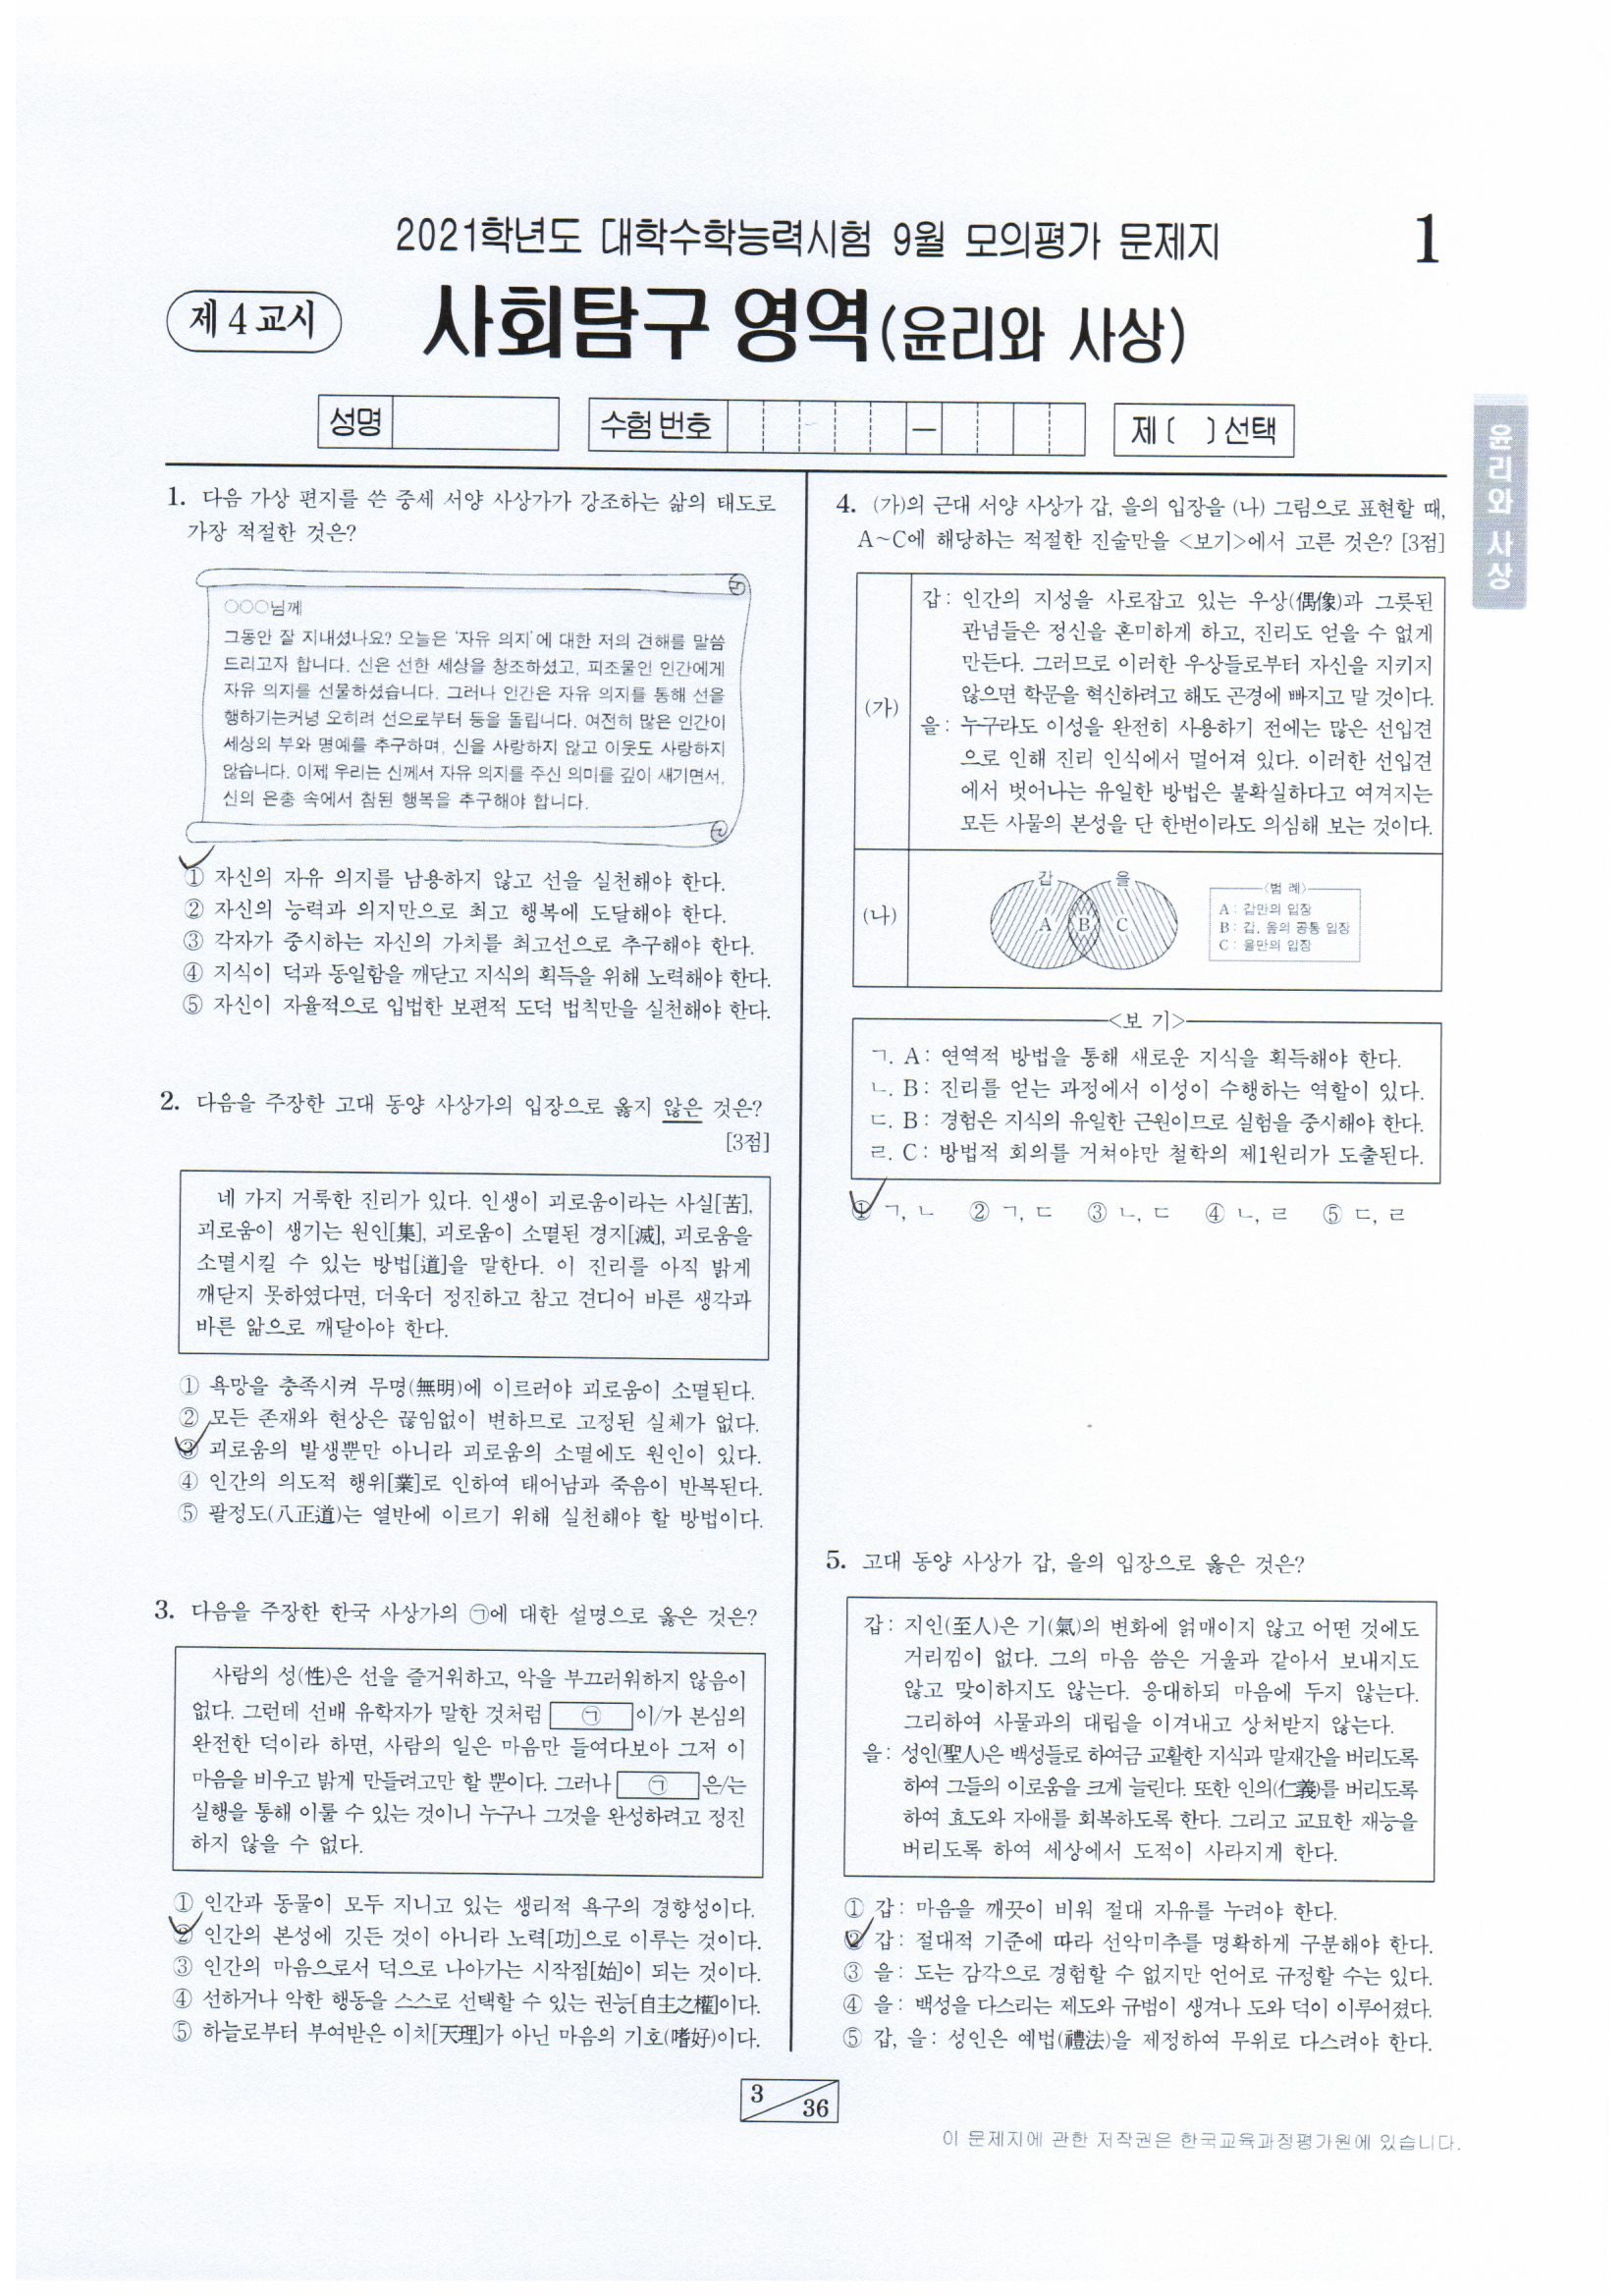 2021학년도 대학수학능력시험 9월 모의평가 문제지
1
제 4 교시
사회탐구 영역(윤리와 사상)
성명
수험 번호
—
제 ( ) 선택
윤리와 사상
1. 다음 가상 편지를 쓴 중세 서양 사상가가 강조하는 삶의 태도로
가장 적절한 것은?
○○○님께
그동안 잘 지내셨나요? 오늘은 '자유 의지'에 대한 저의 견해를 말씀
드리고자 합니다. 신은 선한 세상을 창조하셨고, 피조물인 인간에게
자유 의지를 선물하셨습니다. 그러나 인간은 자유 의지를 통해 선을
행하기는커녕 오히려 선으로부터 등을 돌립니다. 여전히 많은 인간이
세상의 부와 명예를 추구하며, 신을 사랑하지 않고 이웃도 사랑하지
않습니다. 이제 우리는 신께서 자유 의지를 주신 의미를 깊이 새기면서,
신의 은총 속에서 참된 행복을 추구해야 합니다.
① 자신의 자유 의지를 남용하지 않고 선을 실천해야 한다.
② 자신의 능력과 의지만으로 최고 행복에 도달해야 한다.
③ 각자가 중시하는 자신의 가치를 최고선으로 추구해야 한다.
④ 지식이 덕과 동일함을 깨닫고 지식의 획득을 위해 노력해야 한다.
⑤ 자신이 자율적으로 입법한 보편적 도덕 법칙만을 실천해야 한다.
2. 다음을 주장한 고대 동양 사상가의 입장으로 옳지 않은 것은?
[3점]
네 가지 거룩한 진리가 있다. 인생이 괴로움이라는 사실[苦],
괴로움이 생기는 원인[集], 괴로움이 소멸된 경지[滅], 괴로움을
소멸시킬 수 있는 방법[道]을 말한다. 이 진리를 아직 밝게
깨닫지 못하였다면, 더욱더 정진하고 참고 견디어 바른 생각과
바른 앎으로 깨달아야 한다.
① 욕망을 충족시켜 무명(無明)에 이르러야 괴로움이 소멸된다.
② 모든 존재와 현상은 끊임없이 변하므로 고정된 실체가 없다.
③ 괴로움의 발생뿐만 아니라 괴로움의 소멸에도 원인이 있다.
④ 인간의 의도적 행위[業]로 인하여 태어남과 죽음이 반복된다.
⑤ 팔정도(八正道)는 열반에 이르기 위해 실천해야 할 방법이다.
3. 다음을 주장한 한국 사상가의 ㉠에 대한 설명으로 옳은 것은?
사람의 성(性)은 선을 즐거워하고, 악을 부끄러워하지 않음이
없다. 그런데 선배 유학자가 말한 것처럼 ㉠ 이/가 본심의
완전한 덕이라 하면, 사람의 일은 마음만 들여다보아 그저 이
마음을 비우고 밝게 만들려고만 할 뿐이다. 그러나 ㉠ 은/는
실행을 통해 이룰 수 있는 것이니 누구나 그것을 완성하려고 정진
하지 않을 수 없다.
① 인간과 동물이 모두 지니고 있는 생리적 욕구의 경향성이다.
② 인간의 본성에 깃든 것이 아니라 노력[功]으로 이루는 것이다.
③ 인간의 마음으로서 덕으로 나아가는 시작점[始]이 되는 것이다.
④ 선하거나 악한 행동을 스스로 선택할 수 있는 권능[自主之權]이다.
⑤ 하늘로부터 부여받은 이치[天理]가 아닌 마음의 기호(嗜好)이다.
4. (가)의 근대 서양 사상가 갑, 을의 입장을 (나) 그림으로 표현할 때,
A∼C에 해당하는 적절한 진술만을 <보기>에서 고른 것은? [3점]
(가)
갑: 인간의 지성을 사로잡고 있는 우상(偶像)과 그릇된
관념들은 정신을 혼미하게 하고, 진리도 얻을 수 없게
만든다. 그러므로 이러한 우상들로부터 자신을 지키지
않으면 학문을 혁신하려고 해도 곤경에 빠지고 말 것이다.
을: 누구라도 이성을 완전히 사용하기 전에는 많은 선입견
으로 인해 진리 인식에서 멀어져 있다. 이러한 선입견
에서 벗어나는 유일한 방법은 불확실하다고 여겨지는
모든 사물의 본성을 단 한번이라도 의심해 보는 것이다.
(나)
갑 을
A B C
<범 례>
A: 갑만의 입장
B: 갑, 을의 공통 입장
C: 을만의 입장
<보 기>
ㄱ. A: 연역적 방법을 통해 새로운 지식을 획득해야 한다.
ㄴ. B: 진리를 얻는 과정에서 이성이 수행하는 역할이 있다.
ㄷ. B: 경험은 지식의 유일한 근원이므로 실험을 중시해야 한다.
ㄹ. C: 방법적 회의를 거쳐야만 철학의 제1원리가 도출된다.
① ㄱ, ㄴ ② ㄱ, ㄷ ③ ㄴ, ㄷ ④ ㄴ, ㄹ ⑤ ㄷ, ㄹ
5. 고대 동양 사상가 갑, 을의 입장으로 옳은 것은?
갑: 지인(至人)은 기(氣)의 변화에 얽매이지 않고 어떤 것에도
거리낌이 없다. 그의 마음 씀은 거울과 같아서 보내지도
않고 맞이하지도 않는다. 응대하되 마음에 두지 않는다.
그리하여 사물과의 대립을 이겨내고 상처받지 않는다.
을: 성인(聖人)은 백성들로 하여금 교활한 지식과 말재간을 버리도록
하여 그들의 이로움을 크게 늘린다. 또한 인의(仁義)를 버리도록
하여 효도와 자애를 회복하도록 한다. 그리고 교묘한 재능을
버리도록 하여 세상에서 도적이 사라지게 한다.
① 갑: 마음을 깨끗이 비워 절대 자유를 누려야 한다.
② 갑: 절대적 기준에 따라 선악미추를 명확하게 구분해야 한다.
③ 을: 도는 감각으로 경험할 수 없지만 언어로 규정할 수는 있다.
④ 을: 백성을 다스리는 제도와 규범이 생겨나 도와 덕이 이루어졌다.
⑤ 갑, 을: 성인은 예법(禮法)을 제정하여 무위로 다스려야 한다.
3
36
이 문제지에 관한 저작권은 한국교육과정평가원에 있습니다.